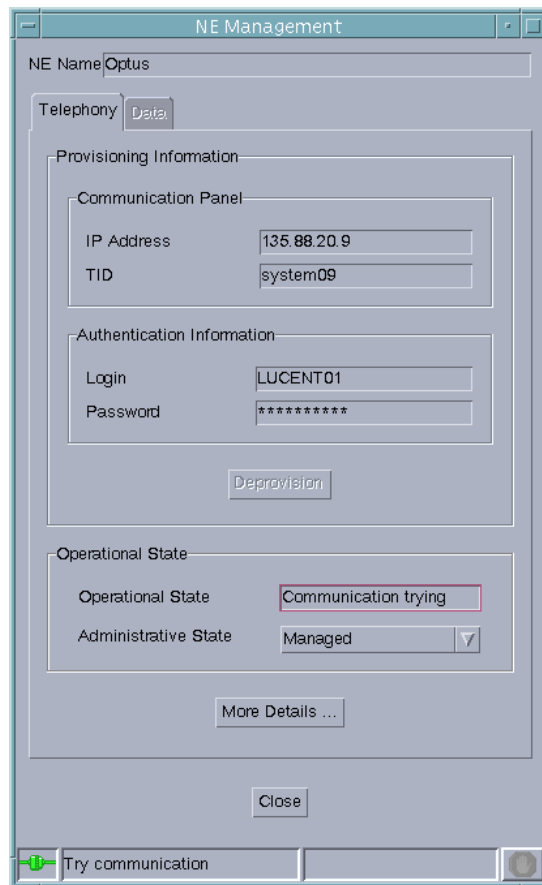 NE Management
NE Name Optus
Telephony Data
Provisioning Information
Communication Panel
IP Address 135.88.20.9
TID system09
Authentication Information
Login LUCENT01
Password **********
Deprovision
Operational State
Operational State Communication trying
Administrative State Managed
More Details ...
Close
Try communication